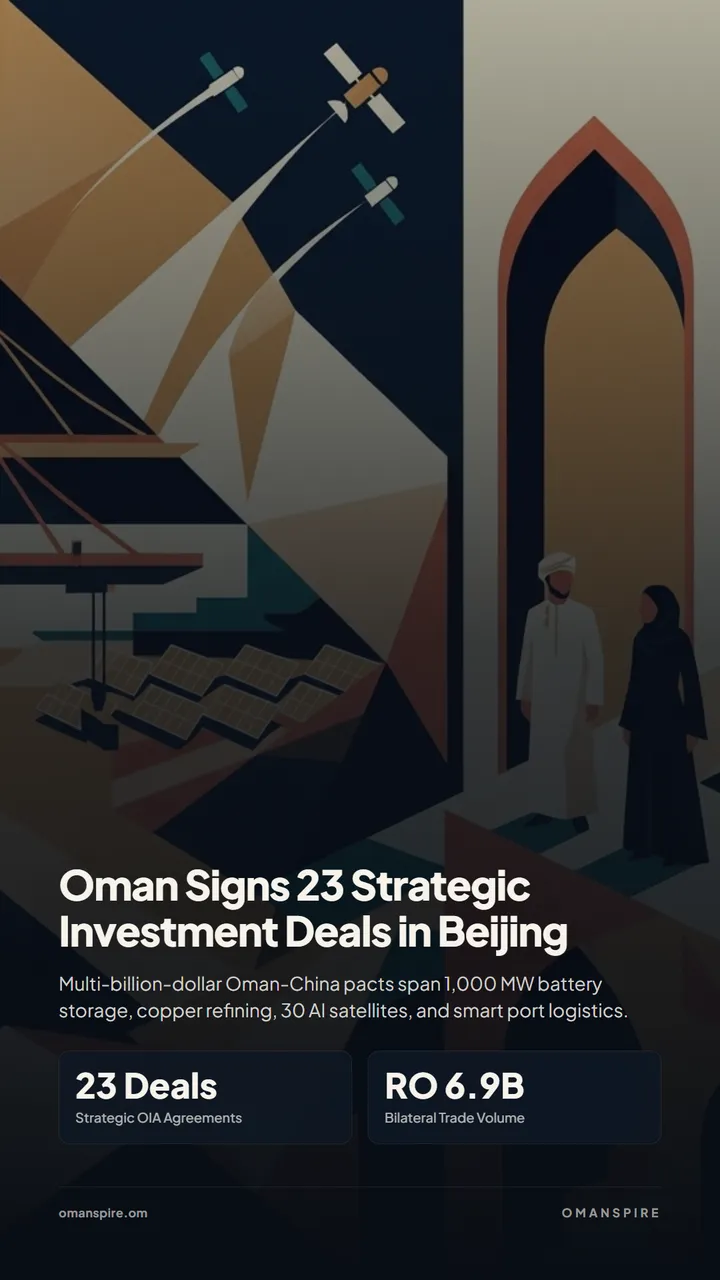 Oman Signs 23 Strategic
Investment Deals in Beijing
Multi-billion-dollar Oman-China pacts span 1,000 MW battery
storage, copper refining, 30 AI satellites, and smart port logistics.
23 Deals
Strategic OIA Agreements
RO 6.9B
Bilateral Trade Volume
omanspire.om
OMANSPIRE